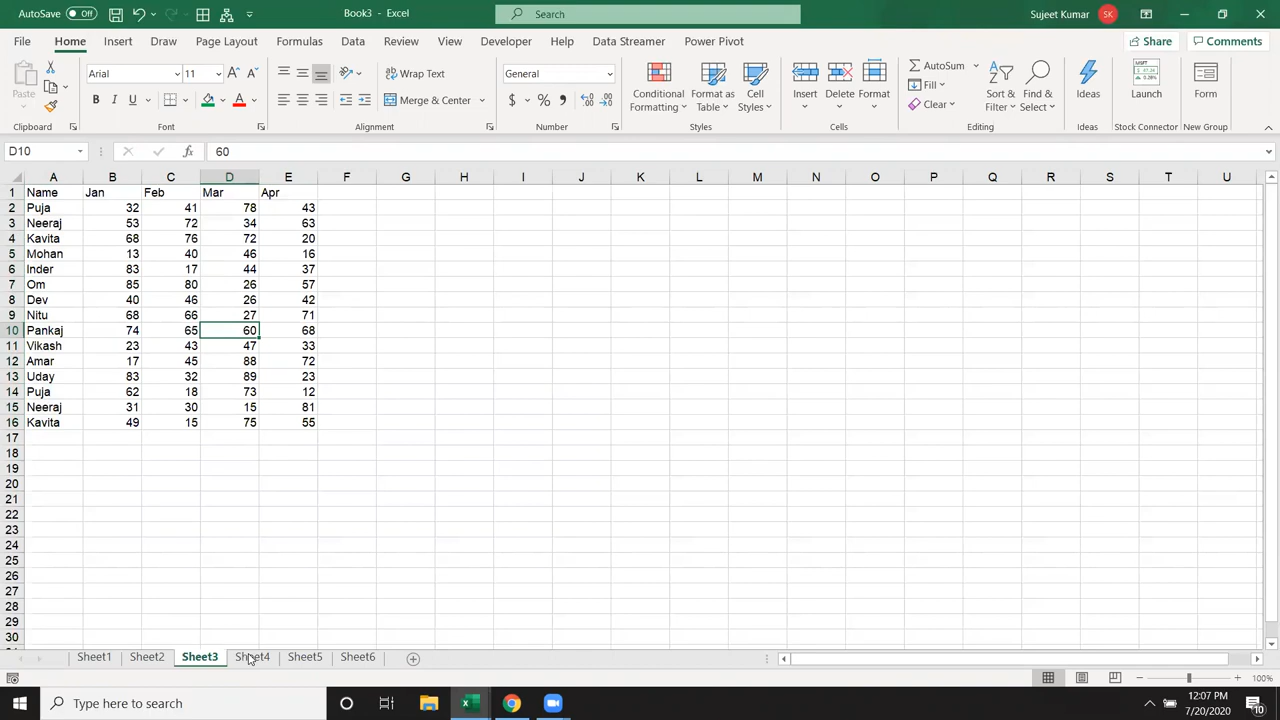 AutoSave Off Book3 - Excel Search Sujeet Kumar SK
File Home Insert Draw Page Layout Formulas Data Review View Developer Help Data Streamer Power Pivot Share Comments
Paste Arial 11 Wrap Text General Conditional Formatting Format as Table Cell Styles Insert Delete Format AutoSum Fill Clear Sort & Filter Find & Select Ideas Launch Form
B I U A Merge & Center $ %
Clipboard Font Alignment Number Styles Cells Editing Ideas Stock Connector New Group
D10 fx 60
A B C D E F G H I J K L M N O P Q R S T U
1 Name Jan Feb Mar Apr
2 Puja 32 41 78 43
3 Neeraj 53 72 34 63
4 Kavita 68 76 72 20
5 Mohan 13 40 46 16
6 Inder 83 17 44 37
7 Om 85 80 26 57
8 Dev 40 46 26 42
9 Nitu 68 66 27 71
10 Pankaj 74 65 60 68
11 Vikash 23 43 47 33
12 Amar 17 45 88 72
13 Uday 83 32 89 23
14 Puja 62 18 73 12
15 Neeraj 31 30 15 81
16 Kavita 49 15 75 55
17
18
19
20
21
22
23
24
25
26
27
28
29
30
Sheet1 Sheet2 Sheet3 Sheet4 Sheet5 Sheet6
100%
Type here to search
12:07 PM
7/20/2020
10